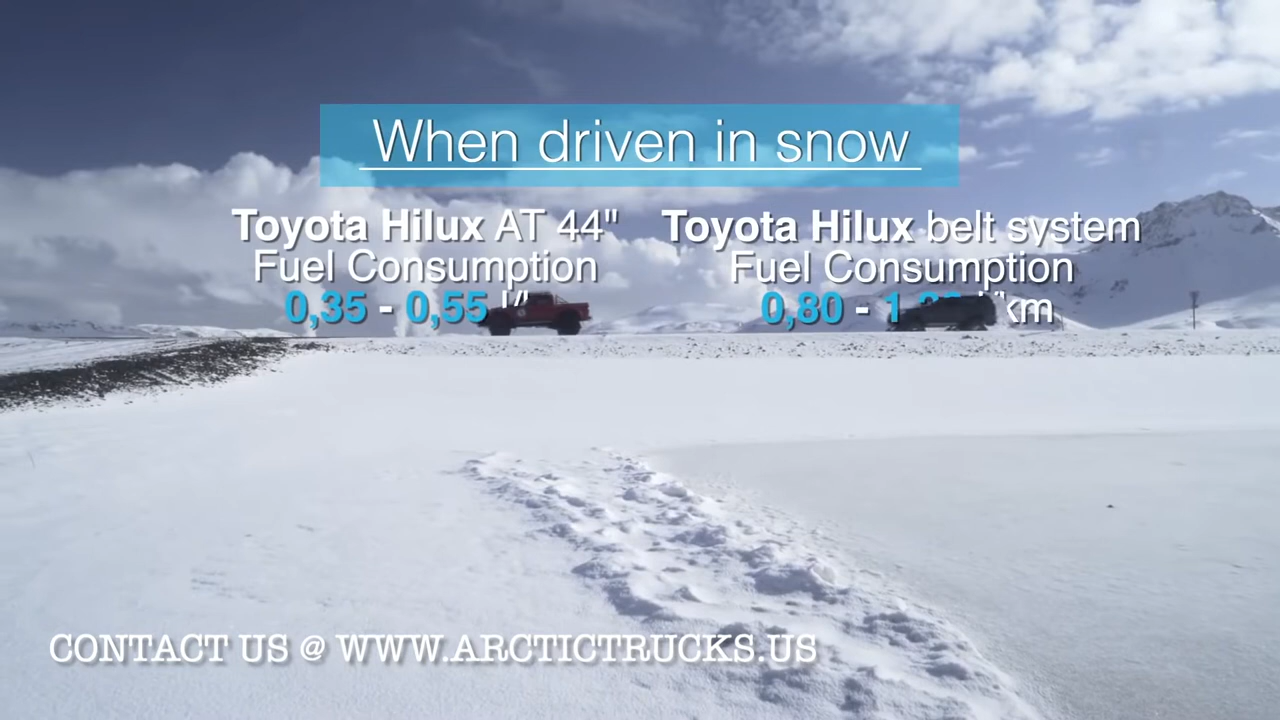 When driven in snow
Toyota Hilux AT 44"
Fuel Consumption
0,35 - 0,55
Toyota Hilux belt system
Fuel Consumption
0,80 -
CONTACT US @ WWW.ARCTICTRUCKS.US